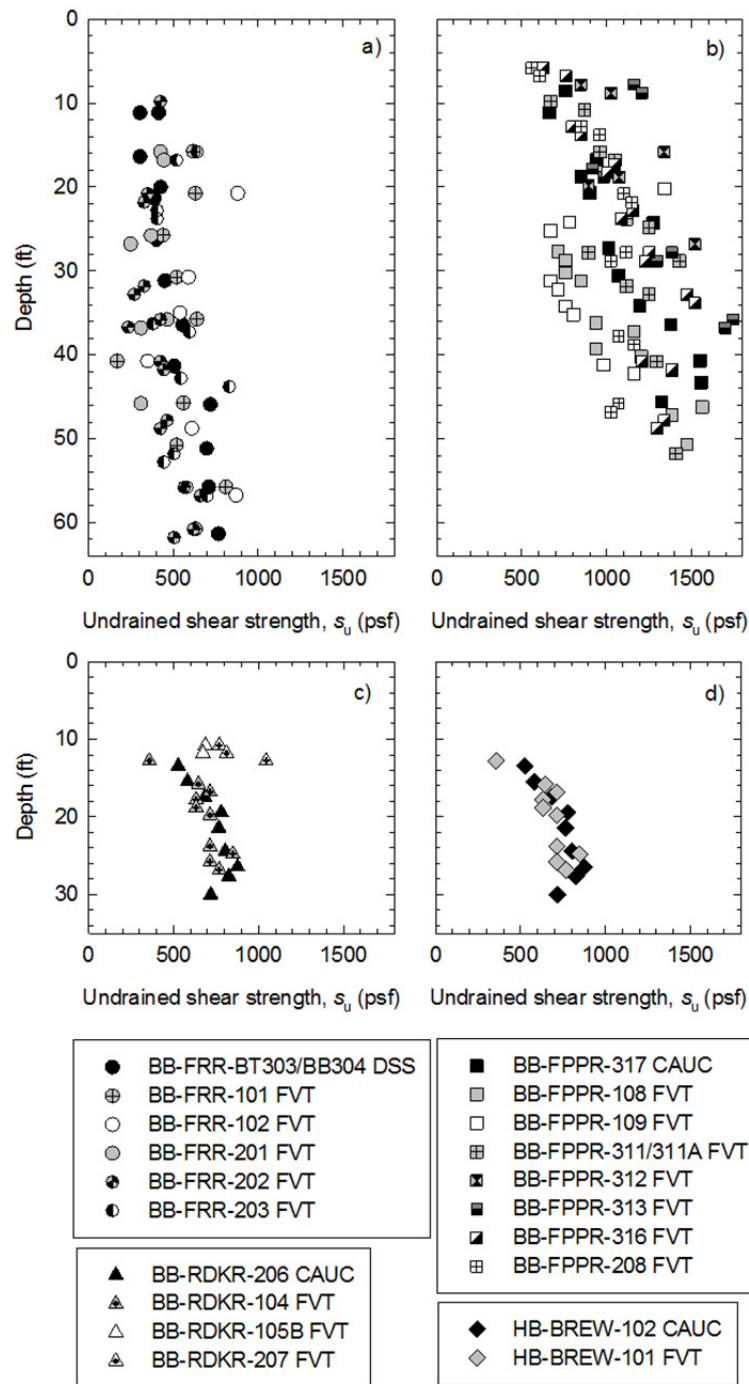 a)
0
10
20
30
40
50
60
Depth (ft)
0 500 1000 1500
Undrained shear strength, su (psf)
b)
0 500 1000 1500
Undrained shear strength, su (psf)
c)
0
10
20
30
Depth (ft)
0 500 1000 1500
Undrained shear strength, su (psf)
d)
0 500 1000 1500
Undrained shear strength, su (psf)
BB-FRR-BT303/BB304 DSS
BB-FRR-101 FVT
BB-FRR-102 FVT
BB-FRR-201 FVT
BB-FRR-202 FVT
BB-FRR-203 FVT
BB-RDKR-206 CAUC
BB-RDKR-104 FVT
BB-RDKR-105B FVT
BB-RDKR-207 FVT
BB-FPPR-317 CAUC
BB-FPPR-108 FVT
BB-FPPR-109 FVT
BB-FPPR-311/311A FVT
BB-FPPR-312 FVT
BB-FPPR-313 FVT
BB-FPPR-316 FVT
BB-FPPR-208 FVT
HB-BREW-102 CAUC
HB-BREW-101 FVT